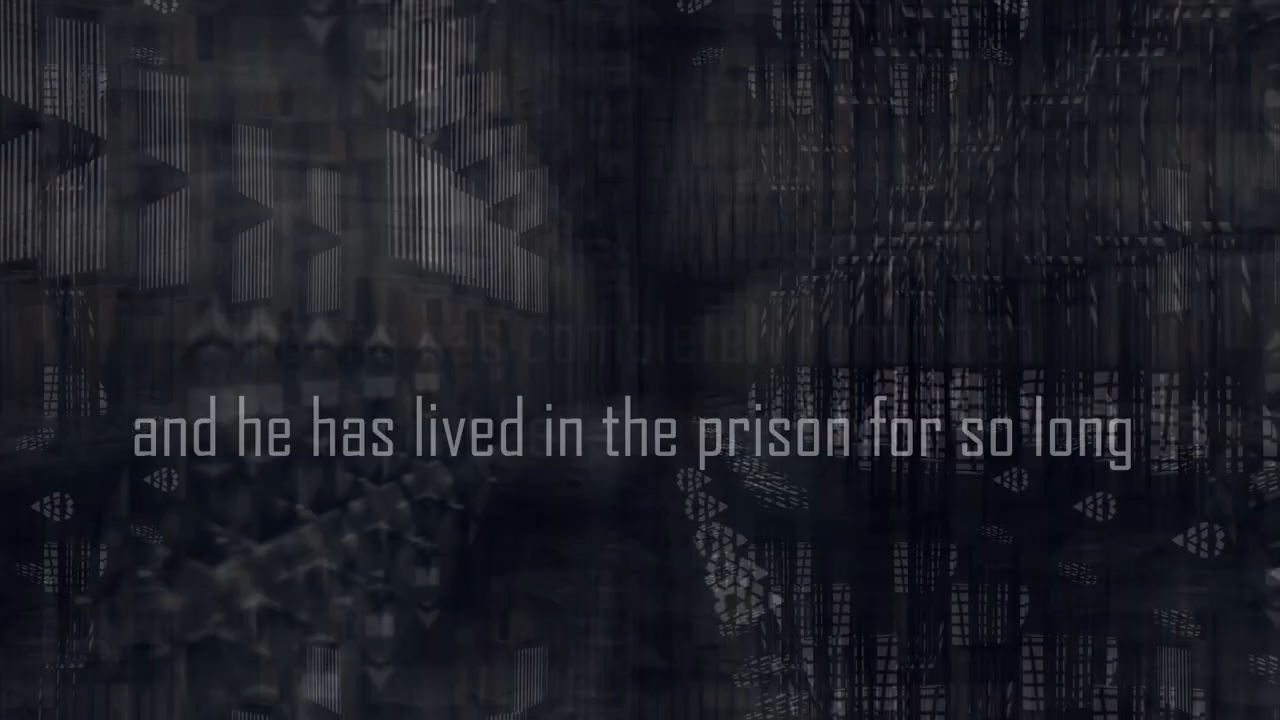 and he has lived in the prison for so long